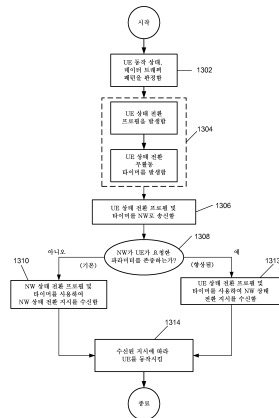 시작
UE 동작 상태,
데이터 트래픽
패턴을 판정함
1302
UE 상태 전환
프로필을 발생함
1304
UE 상태 전환
무활동
타이머를 발생함
UE 상태 전환 프로필 및
타이머를 NW로 송신함
1306
1308
NW가 UE가 요청한
파라미터를 존중하는가?
아니오
(기본)
예
(향상됨)
1310
NW 상태 전환 프로필 및
타이머를 사용하여
NW 상태 전환 지시를 수신함
1312
UE 상태 전환 프로필 및
타이머를 사용하여 NW 상태
전환 지시를 수신함
1314
수신된 지시에 따라
UE를 동작시킴
종료